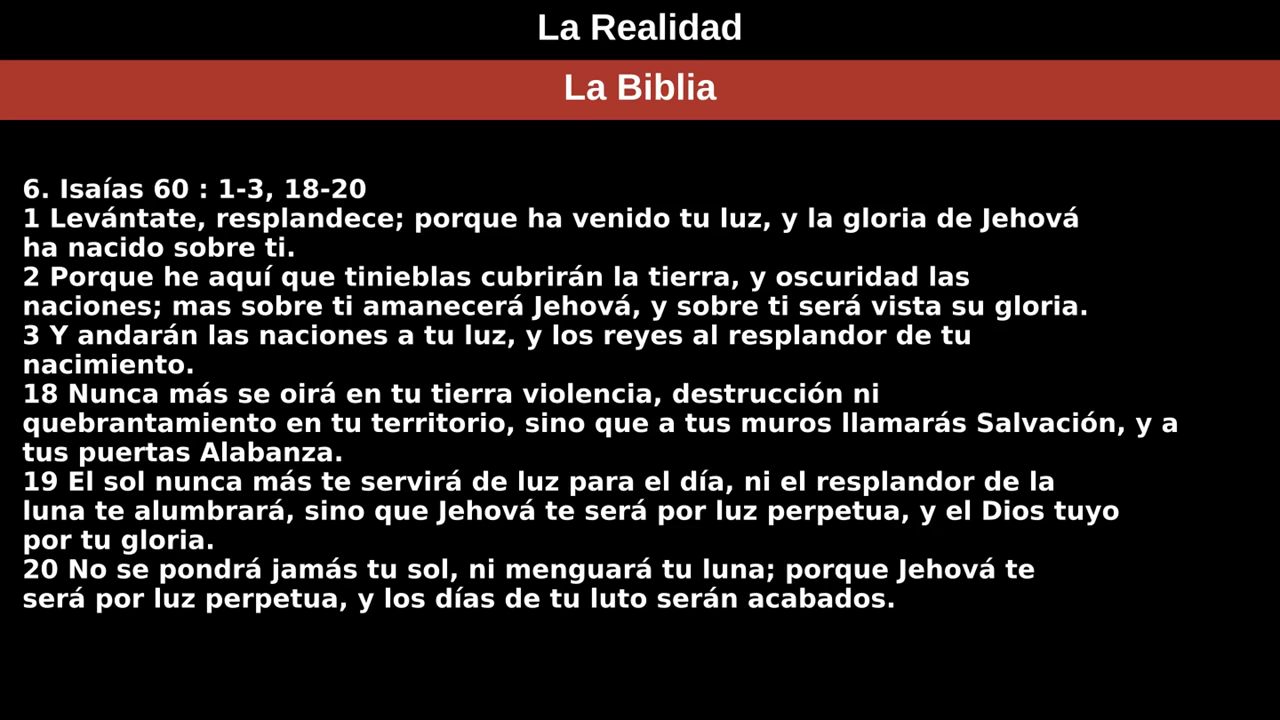 La Realidad
La Biblia
6. Isaías 60 : 1-3, 18-20
1 Levántate, resplandece; porque ha venido tu luz, y la gloria de Jehová
ha nacido sobre ti.
2 Porque he aquí que tinieblas cubrirán la tierra, y oscuridad las
naciones; mas sobre ti amanecerá Jehová, y sobre ti será vista su gloria.
3 Y andarán las naciones a tu luz, y los reyes al resplandor de tu
nacimiento.
18 Nunca más se oirá en tu tierra violencia, destrucción ni
quebrantamiento en tu territorio, sino que a tus muros llamarás Salvación, y a
tus puertas Alabanza.
19 El sol nunca más te servirá de luz para el día, ni el resplandor de la
luna te alumbrará, sino que Jehová te será por luz perpetua, y el Dios tuyo
por tu gloria.
20 No se pondrá jamás tu sol, ni menguará tu luna; porque Jehová te
será por luz perpetua, y los días de tu luto serán acabados.